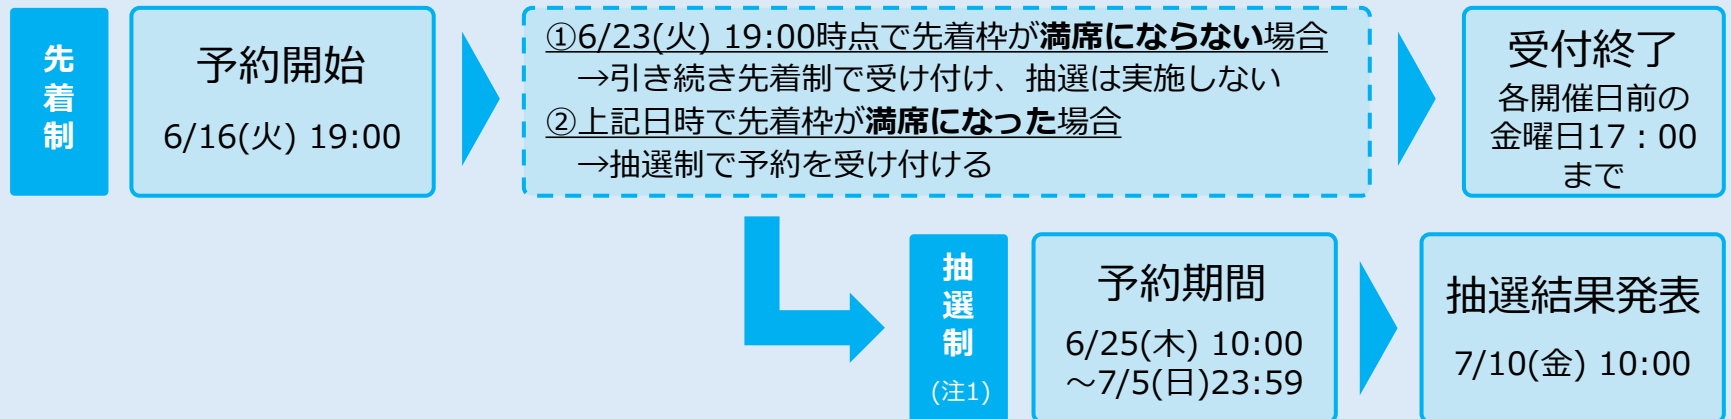 先着制
予約開始
6/16(火) 19:00
①6/23(火) 19:00時点で先着枠が満席にならない場合
→引き続き先着制で受け付け、抽選は実施しない
②上記日時で先着枠が満席になった場合
→抽選制で予約を受け付ける
受付終了
各開催日前の
金曜日17：00
まで
抽選制
(注1)
予約期間
6/25(木) 10:00
～7/5(日)23:59
抽選結果発表
7/10(金) 10:00